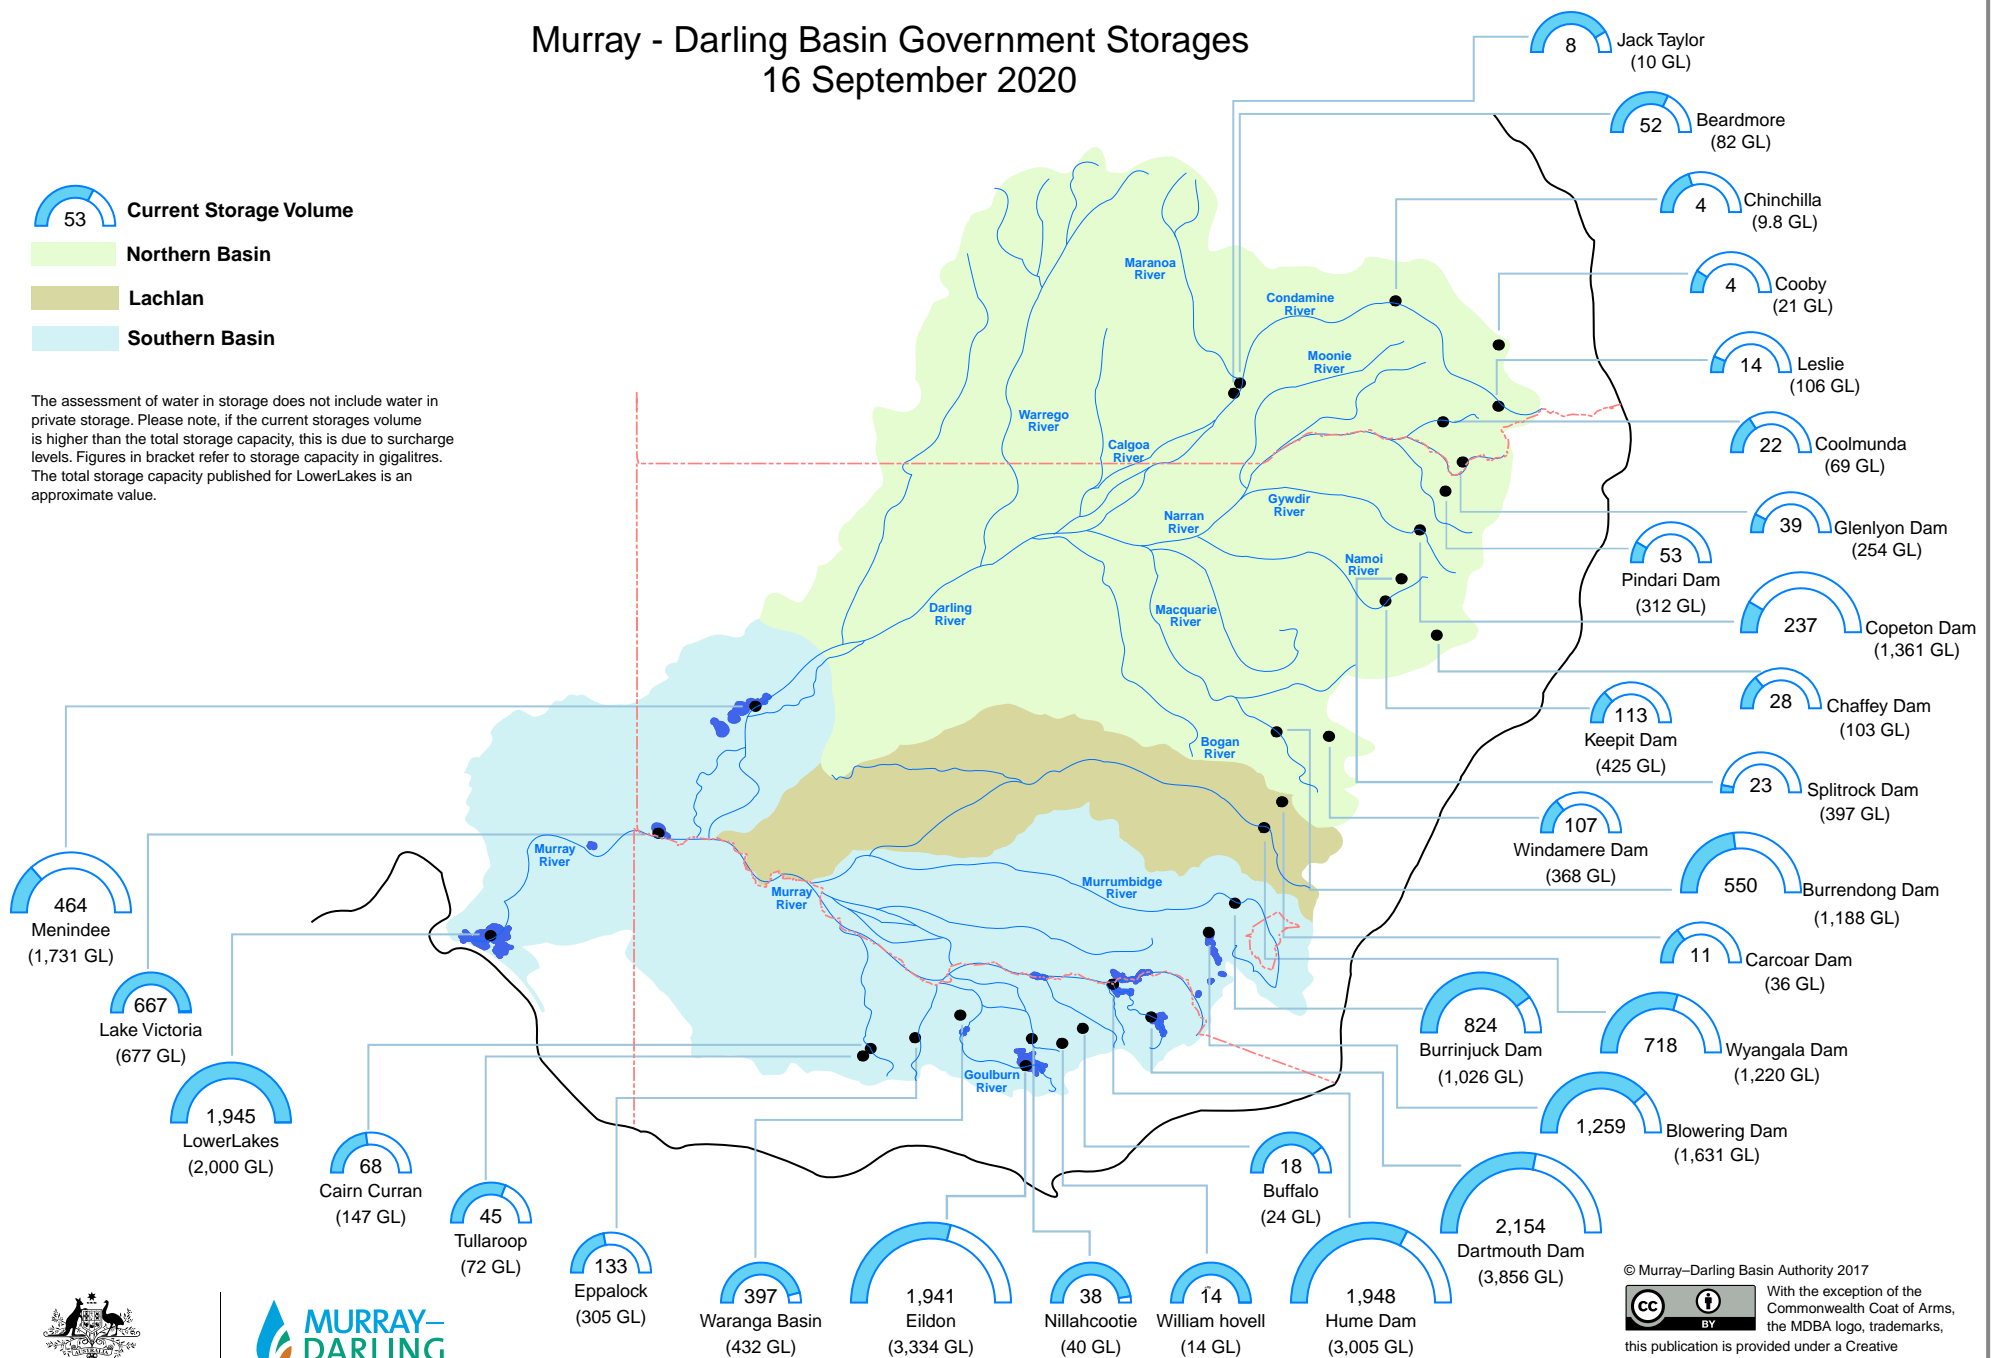 Murray - Darling Basin Government Storages
16 September 2020
53
Current Storage Volume
Northern Basin
Lachlan
Southern Basin
The assessment of water in storage does not include water in
private storage. Please note, if the current storages volume
is higher than the total storage capacity, this is due to surcharge
levels. Figures in bracket refer to storage capacity in gigalitres.
The total storage capacity published for LowerLakes is an
approximate value.
8
Jack Taylor
(10 GL)
52
Beardmore
(82 GL)
4
Chinchilla
(9.8 GL)
4
Cooby
(21 GL)
14
Leslie
(106 GL)
22
Coolmunda
(69 GL)
39
Glenlyon Dam
(254 GL)
53
Pindari Dam
(312 GL)
237
Copeton Dam
(1,361 GL)
28
Chaffey Dam
(103 GL)
113
Keepit Dam
(425 GL)
23
Splitrock Dam
(397 GL)
107
Windamere Dam
(368 GL)
550
Burrendong Dam
(1,188 GL)
11
Carcoar Dam
(36 GL)
824
Burrinjuck Dam
(1,026 GL)
718
Wyangala Dam
(1,220 GL)
1,259
Blowering Dam
(1,631 GL)
2,154
Dartmouth Dam
(3,856 GL)
18
Buffalo
(24 GL)
1,948
Hume Dam
(3,005 GL)
14
William hovell
(14 GL)
38
Nillahcootie
(40 GL)
1,941
Eildon
(3,334 GL)
397
Waranga Basin
(432 GL)
133
Eppalock
(305 GL)
45
Tullaroop
(72 GL)
68
Cairn Curran
(147 GL)
1,945
LowerLakes
(2,000 GL)
667
Lake Victoria
(677 GL)
464
Menindee
(1,731 GL)
Maranoa
River
Condamine
River
Moonie
River
Warrego
River
Calgoa
River
Gywdir
River
Narran
River
Namoi
River
Darling
River
Macquarie
River
Bogan
River
Murray
River
Murray
River
Murrumbidge
River
Goulburn
River
AUSTRALIA
MURRAY–
DARLING
© Murray–Darling Basin Authority 2017
cc
BY
With the exception of the
Commonwealth Coat of Arms,
the MDBA logo, trademarks,
this publication is provided under a Creative